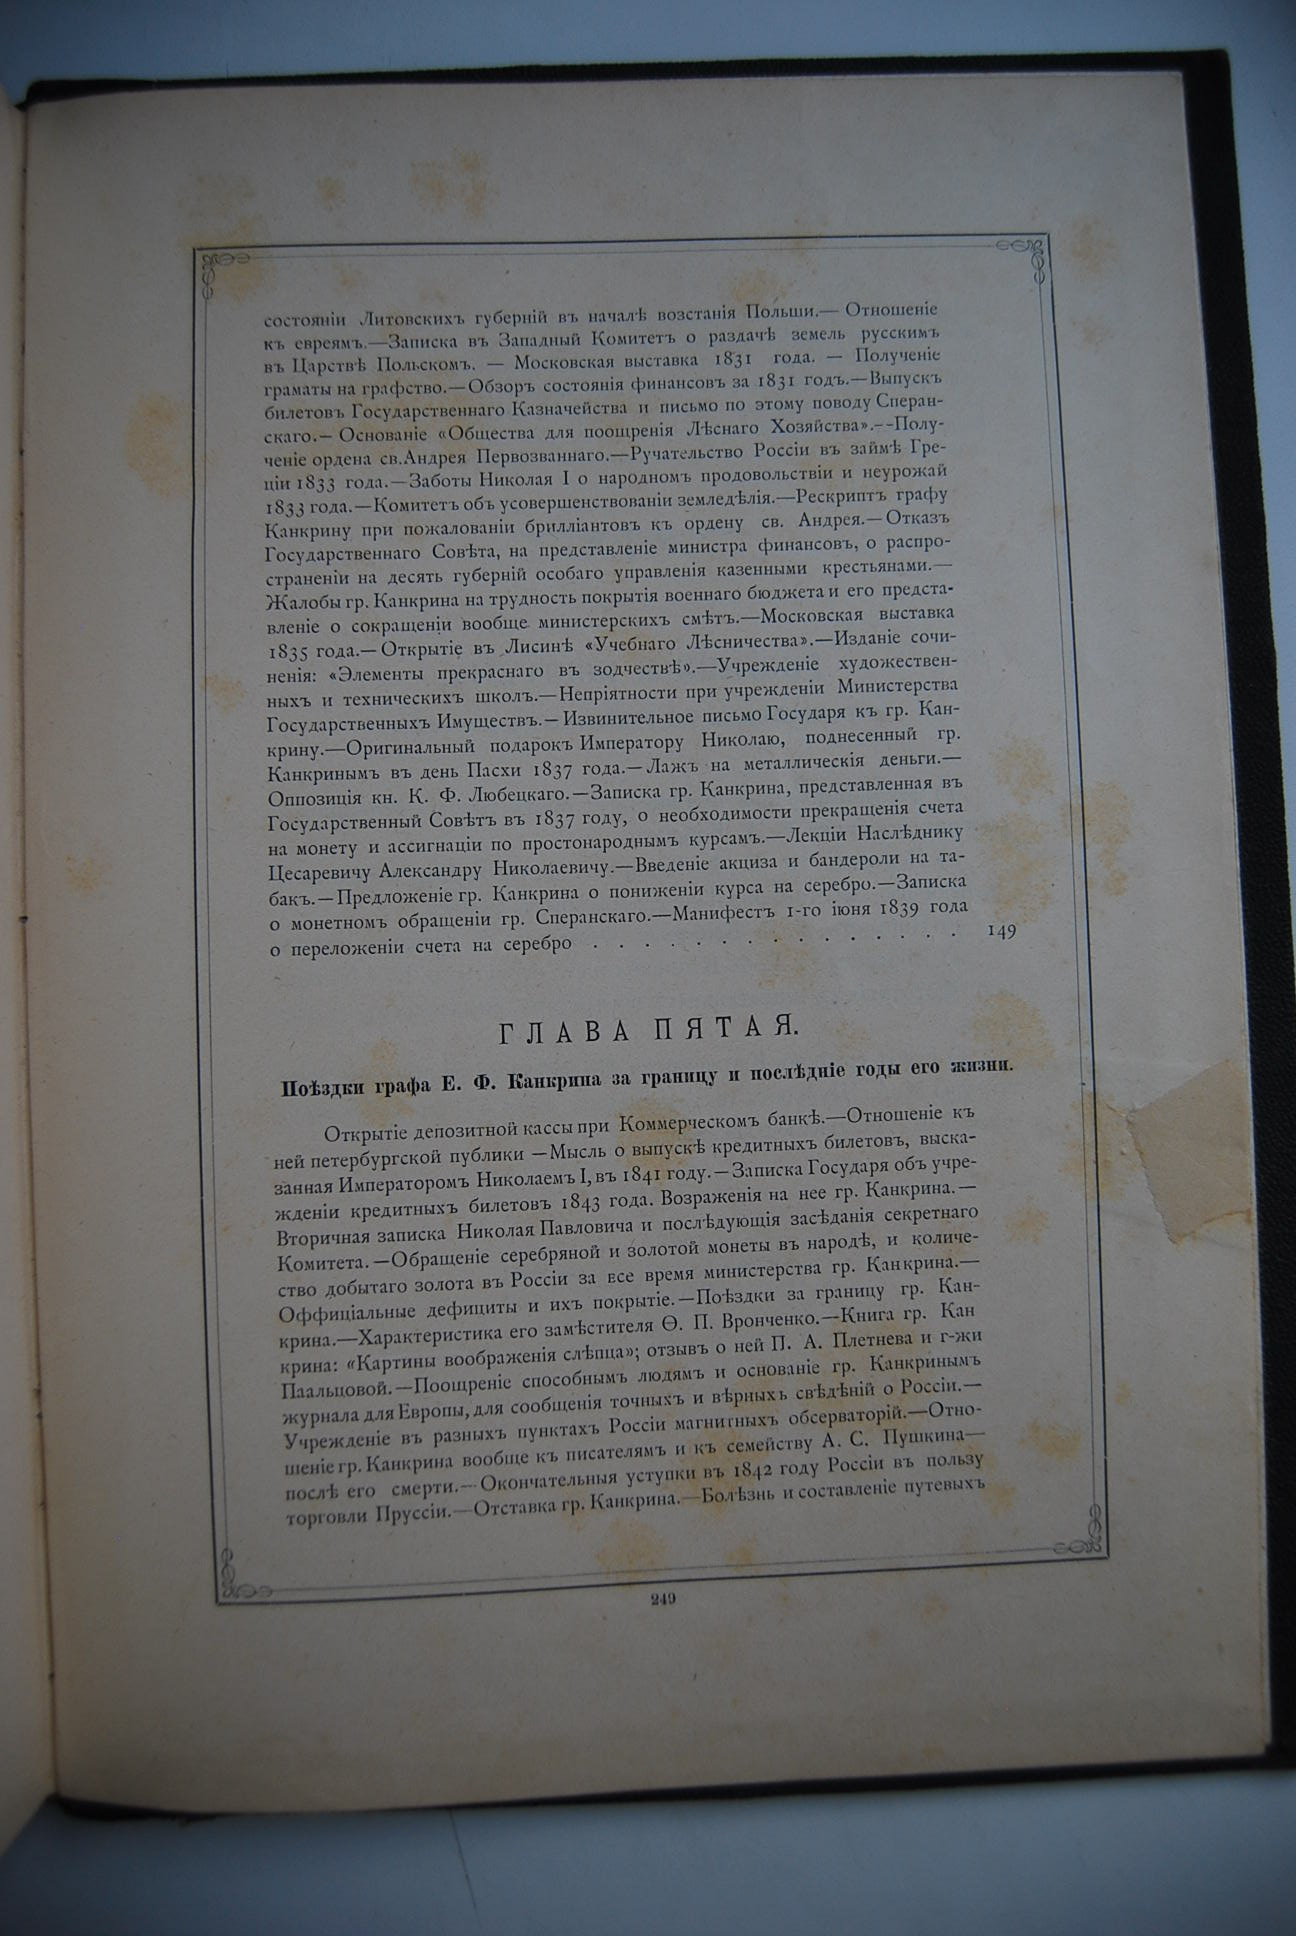 состояніи Литовскихъ губерній въ началѣ возстанія Польши.— Отношеніе
къ евреямъ.—Записка въ Западный Комитетъ о раздачѣ земель русскимъ
въ Царствѣ Польскомъ. — Московская выставка 1831 года. — Полученіе
граматы на графство.—Обзоръ состоянія финансовъ за 1831 годъ.—Выпускъ
билетовъ Государственнаго Казначейства и письмо по этому поводу Сперан-
скаго.— Основаніе «Общества для поощренія Лѣснаго Хозяйства».--Полу-
ченіе ордена св.Андрея Первозваннаго.—Ручательство Россіи въ займѣ Гре-
ціи 1833 года.—Заботы Николая I о народномъ продовольствіи и неурожай
1833 года.—Комитетъ объ усовершенствованіи земледѣлія.—Рескриптъ графу
Канкрину при пожалованіи брилліантовъ къ ордену св. Андрея.—Отказъ
Государственнаго Совѣта, на представленіе министра финансовъ, о распро-
страненіи на десять губерній особаго управленія казенными крестьянами.—
Жалобы гр. Канкрина на трудность покрытія военнаго бюджета и его предста-
вленіе о сокращеніи вообще министерскихъ смѣтъ.—Московская выставка
1835 года.—Открытіе въ Лисинѣ «Учебнаго Лѣсничества».—Изданіе сочи-
ненія: «Элементы прекраснаго въ зодчествѣ».—Учрежденіе художествен-
ныхъ и техническихъ школъ.—Непріятности при учрежденіи Министерства
Государственныхъ Имуществъ.—Извинительное письмо Государя къ гр. Кан-
крину.—Оригинальный подарокъ Императору Николаю, поднесенный гр.
Канкринымъ въ день Пасхи 1837 года.—Лажъ на металлическія деньги.—
Оппозиція кн. К. Ф. Любецкаго.—Записка гр. Канкрина, представленная въ
Государственный Совѣтъ въ 1837 году, о необходимости прекращенія счета
на монету и ассигнаціи по простонароднымъ курсамъ.—Лекціи Наслѣднику
Цесаревичу Александру Николаевичу.—Введеніе акциза и бандероли на та-
бакъ.—Предложеніе гр. Канкрина о пониженіи курса на серебро.—Записка
о монетномъ обращеніи гр. Сперанскаго.—Манифестъ 1-го іюня 1839 года
о переложеніи счета на серебро . . . . . . . . . . . . . . . 149
ГЛАВА ПЯТАЯ.
Поѣздки графа Е. Ф. Канкрина за границу и послѣдніе годы его жизни.
Открытіе депозитной кассы при Коммерческомъ банкѣ.—Отношеніе къ
ней петербургской публики —Мысль о выпускѣ кредитныхъ билетовъ, выска-
занная Императоромъ Николаемъ I, въ 1841 году.—Записка Государя объ учре-
жденіи кредитныхъ билетовъ 1843 года. Возраженія на нее гр. Канкрина.—
Вторичная записка Николая Павловича и послѣдующія засѣданія секретнаго
Комитета.—Обращеніе серебряной и золотой монеты въ народѣ, и количе-
ство добытаго золота въ Россіи за все время министерства гр. Канкрина.—
Оффиціальные дефициты и ихъ покрытіе.—Поѣздки за границу гр. Кан-
крина.—Характеристика его замѣстителя Ѳ. П. Вронченко.—Книга гр. Кан
крина: «Картины воображенія слѣпца»; отзывъ о ней П. А. Плетнева и г-жи
Паальцовой.—Поощреніе способнымъ людямъ и основаніе гр. Канкринымъ
журнала для Европы, для сообщенія точныхъ и вѣрныхъ свѣдѣній о Россіи.—
Учрежденіе въ разныхъ пунктахъ Россіи магнитныхъ обсерваторій.—Отно-
шеніе гр. Канкрина вообще къ писателямъ и къ семейству А. С. Пушкина—
послѣ его смерти.—Окончательныя уступки въ 1842 году Россіи въ пользу
торговли Пруссіи.—Отставка гр. Канкрина.—Болѣзнь и составленіе путевыхъ
249